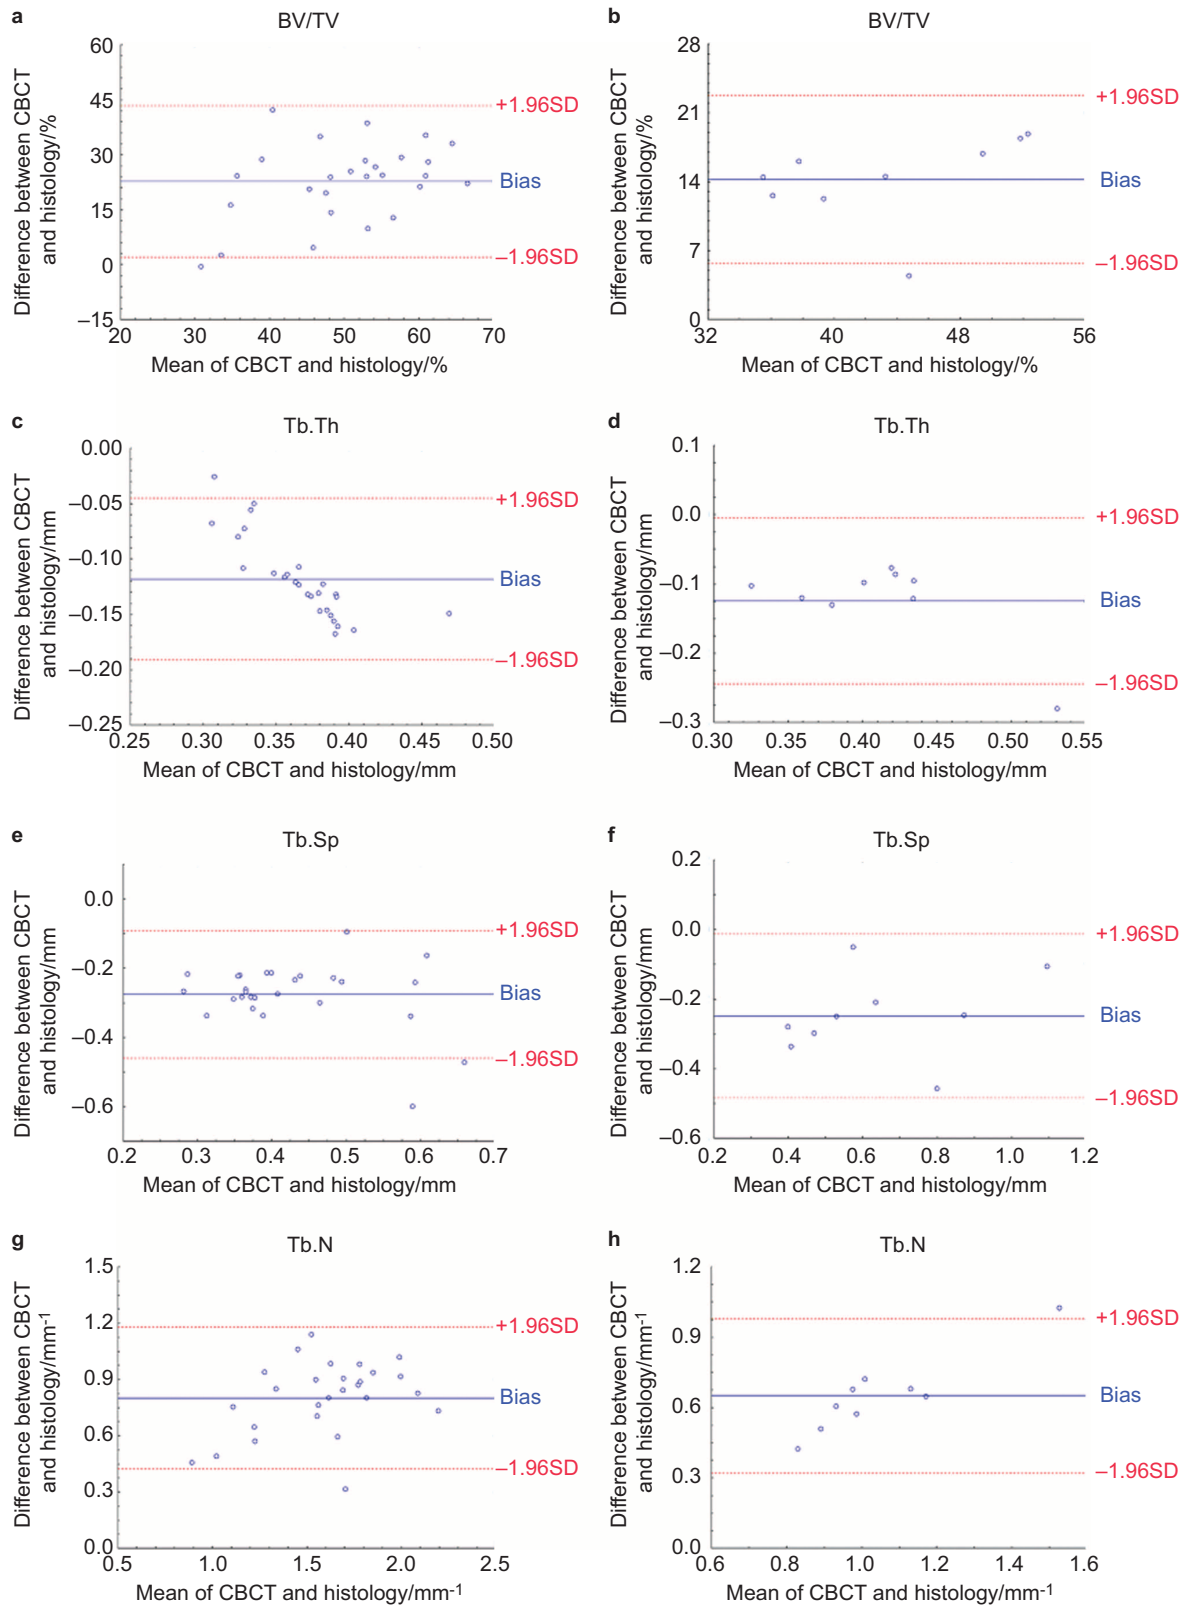 a
BV/TV
Difference between CBCT
and histology/%
60
45
30
15
0
–15
+1.96SD
Bias
–1.96SD
20 30 40 50 60 70
Mean of CBCT and histology/%
b
BV/TV
Difference between CBCT
and histology/%
28
21
14
7
0
+1.96SD
Bias
–1.96SD
32 40 48 56
Mean of CBCT and histology/%
c
Tb.Th
Difference between CBCT
and histology/mm
0.00
–0.05
–0.10
–0.15
–0.20
–0.25
+1.96SD
Bias
–1.96SD
0.25 0.30 0.35 0.40 0.45 0.50
Mean of CBCT and histology/mm
d
Tb.Th
Difference between CBCT
and histology/mm
0.1
0.0
–0.1
–0.2
–0.3
+1.96SD
Bias
–1.96SD
0.30 0.35 0.40 0.45 0.50 0.55
Mean of CBCT and histology/mm
e
Tb.Sp
Difference between CBCT
and histology/mm
0.0
–0.2
–0.4
–0.6
+1.96SD
Bias
–1.96SD
0.2 0.3 0.4 0.5 0.6 0.7
Mean of CBCT and histology/mm
f
Tb.Sp
Difference between CBCT
and histology/mm
0.2
0.0
–0.2
–0.4
–0.6
+1.96SD
Bias
–1.96SD
0.2 0.4 0.6 0.8 1.0 1.2
Mean of CBCT and histology/mm
g
Tb.N
Difference between CBCT
and histology/mm-1
1.5
1.2
0.9
0.6
0.3
0.0
+1.96SD
Bias
–1.96SD
0.5 1.0 1.5 2.0 2.5
Mean of CBCT and histology/mm-1
h
Tb.N
Difference between CBCT
and histology/mm-1
1.2
0.9
0.6
0.3
0.0
+1.96SD
Bias
–1.96SD
0.6 0.8 1.0 1.2 1.4 1.6
Mean of CBCT and histology/mm-1